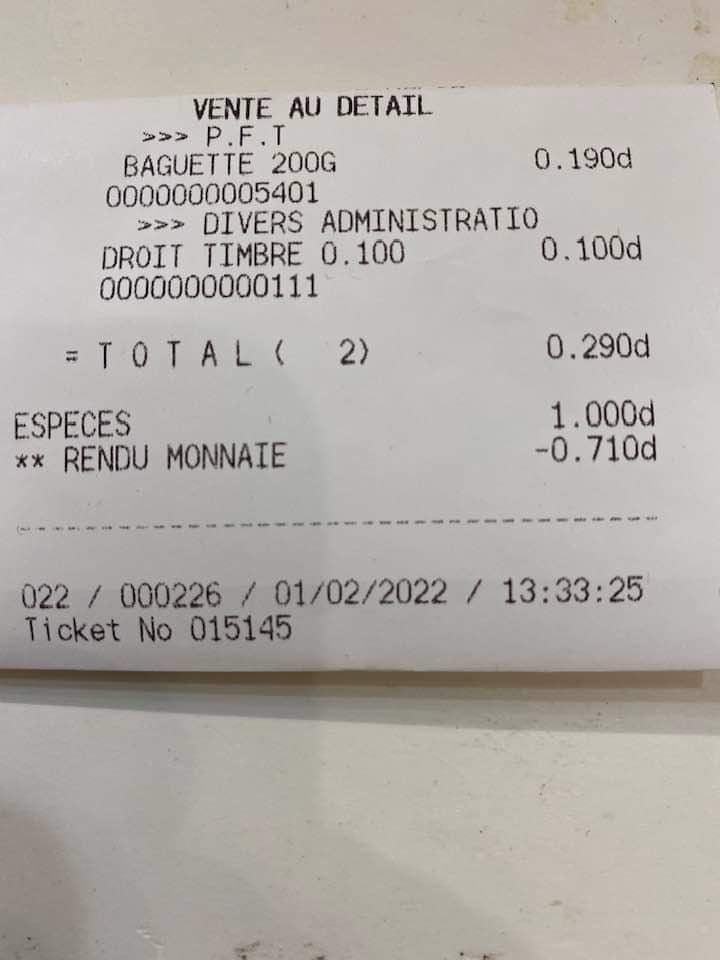 VENTE AU DETAIL
>>> P.F.T
BAGUETTE 200G 0.190d
0000000005401
>>> DIVERS ADMINISTRATIO
DROIT TIMBRE 0.100 0.100d
0000000000111
= T O T A L ( 2) 0.290d
ESPECES 1.000d
** RENDU MONNAIE -0.710d
022 / 000226 / 01/02/2022 / 13:33:25
Ticket No 015145